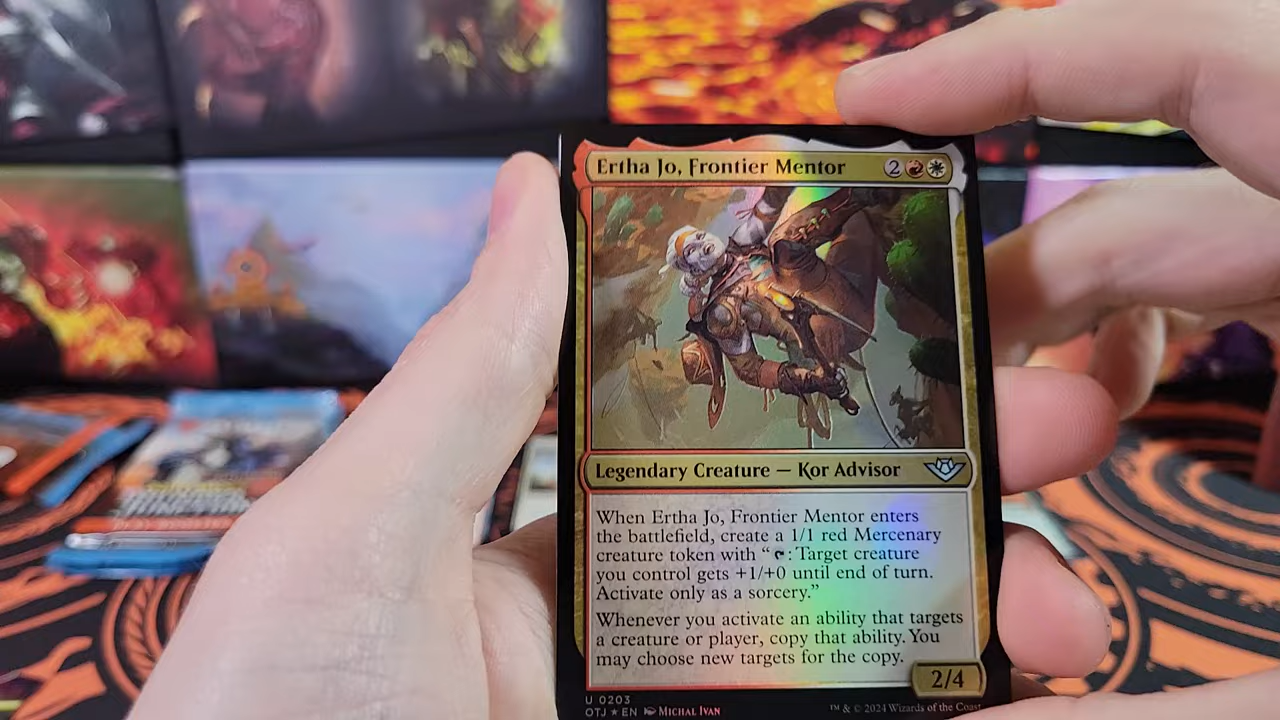 Ertha Jo, Frontier Mentor 2
Legendary Creature — Kor Advisor
When Ertha Jo, Frontier Mentor enters
the battlefield, create a 1/1 red Mercenary
creature token with “ : Target creature
you control gets +1/+0 until end of turn.
Activate only as a sorcery.”
Whenever you activate an ability that targets
a creature or player, copy that ability. You
may choose new targets for the copy.
2/4
U 0203
OTJ ★ EN MICHAL IVAN
™ & © 2024 Wizards of the Coast